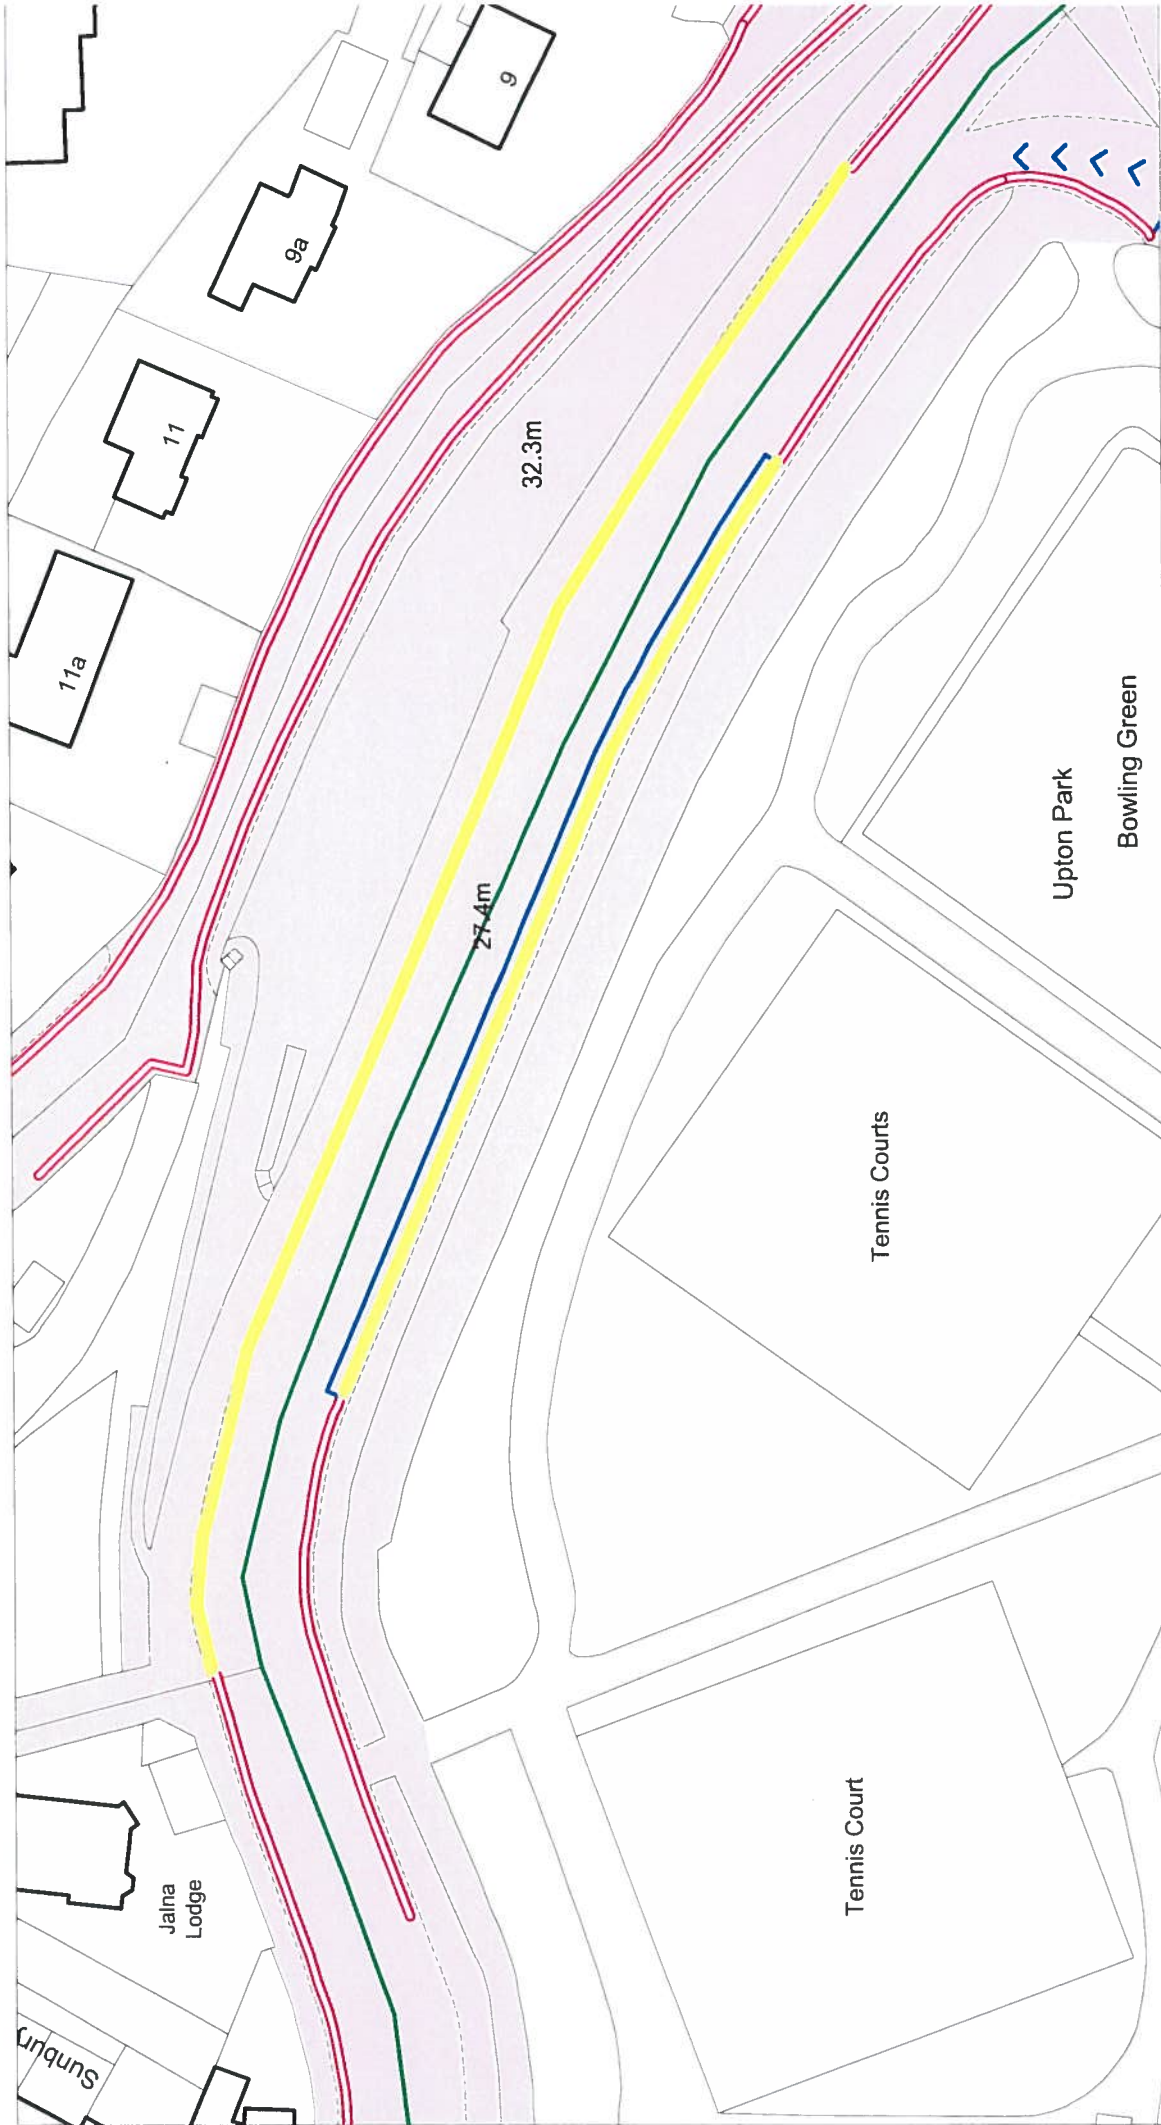 9
9a
11
11a
32.3m
27.4m
Upton Park
Bowling Green
Tennis Courts
Tennis Court
Jalna
Lodge
Sunbury